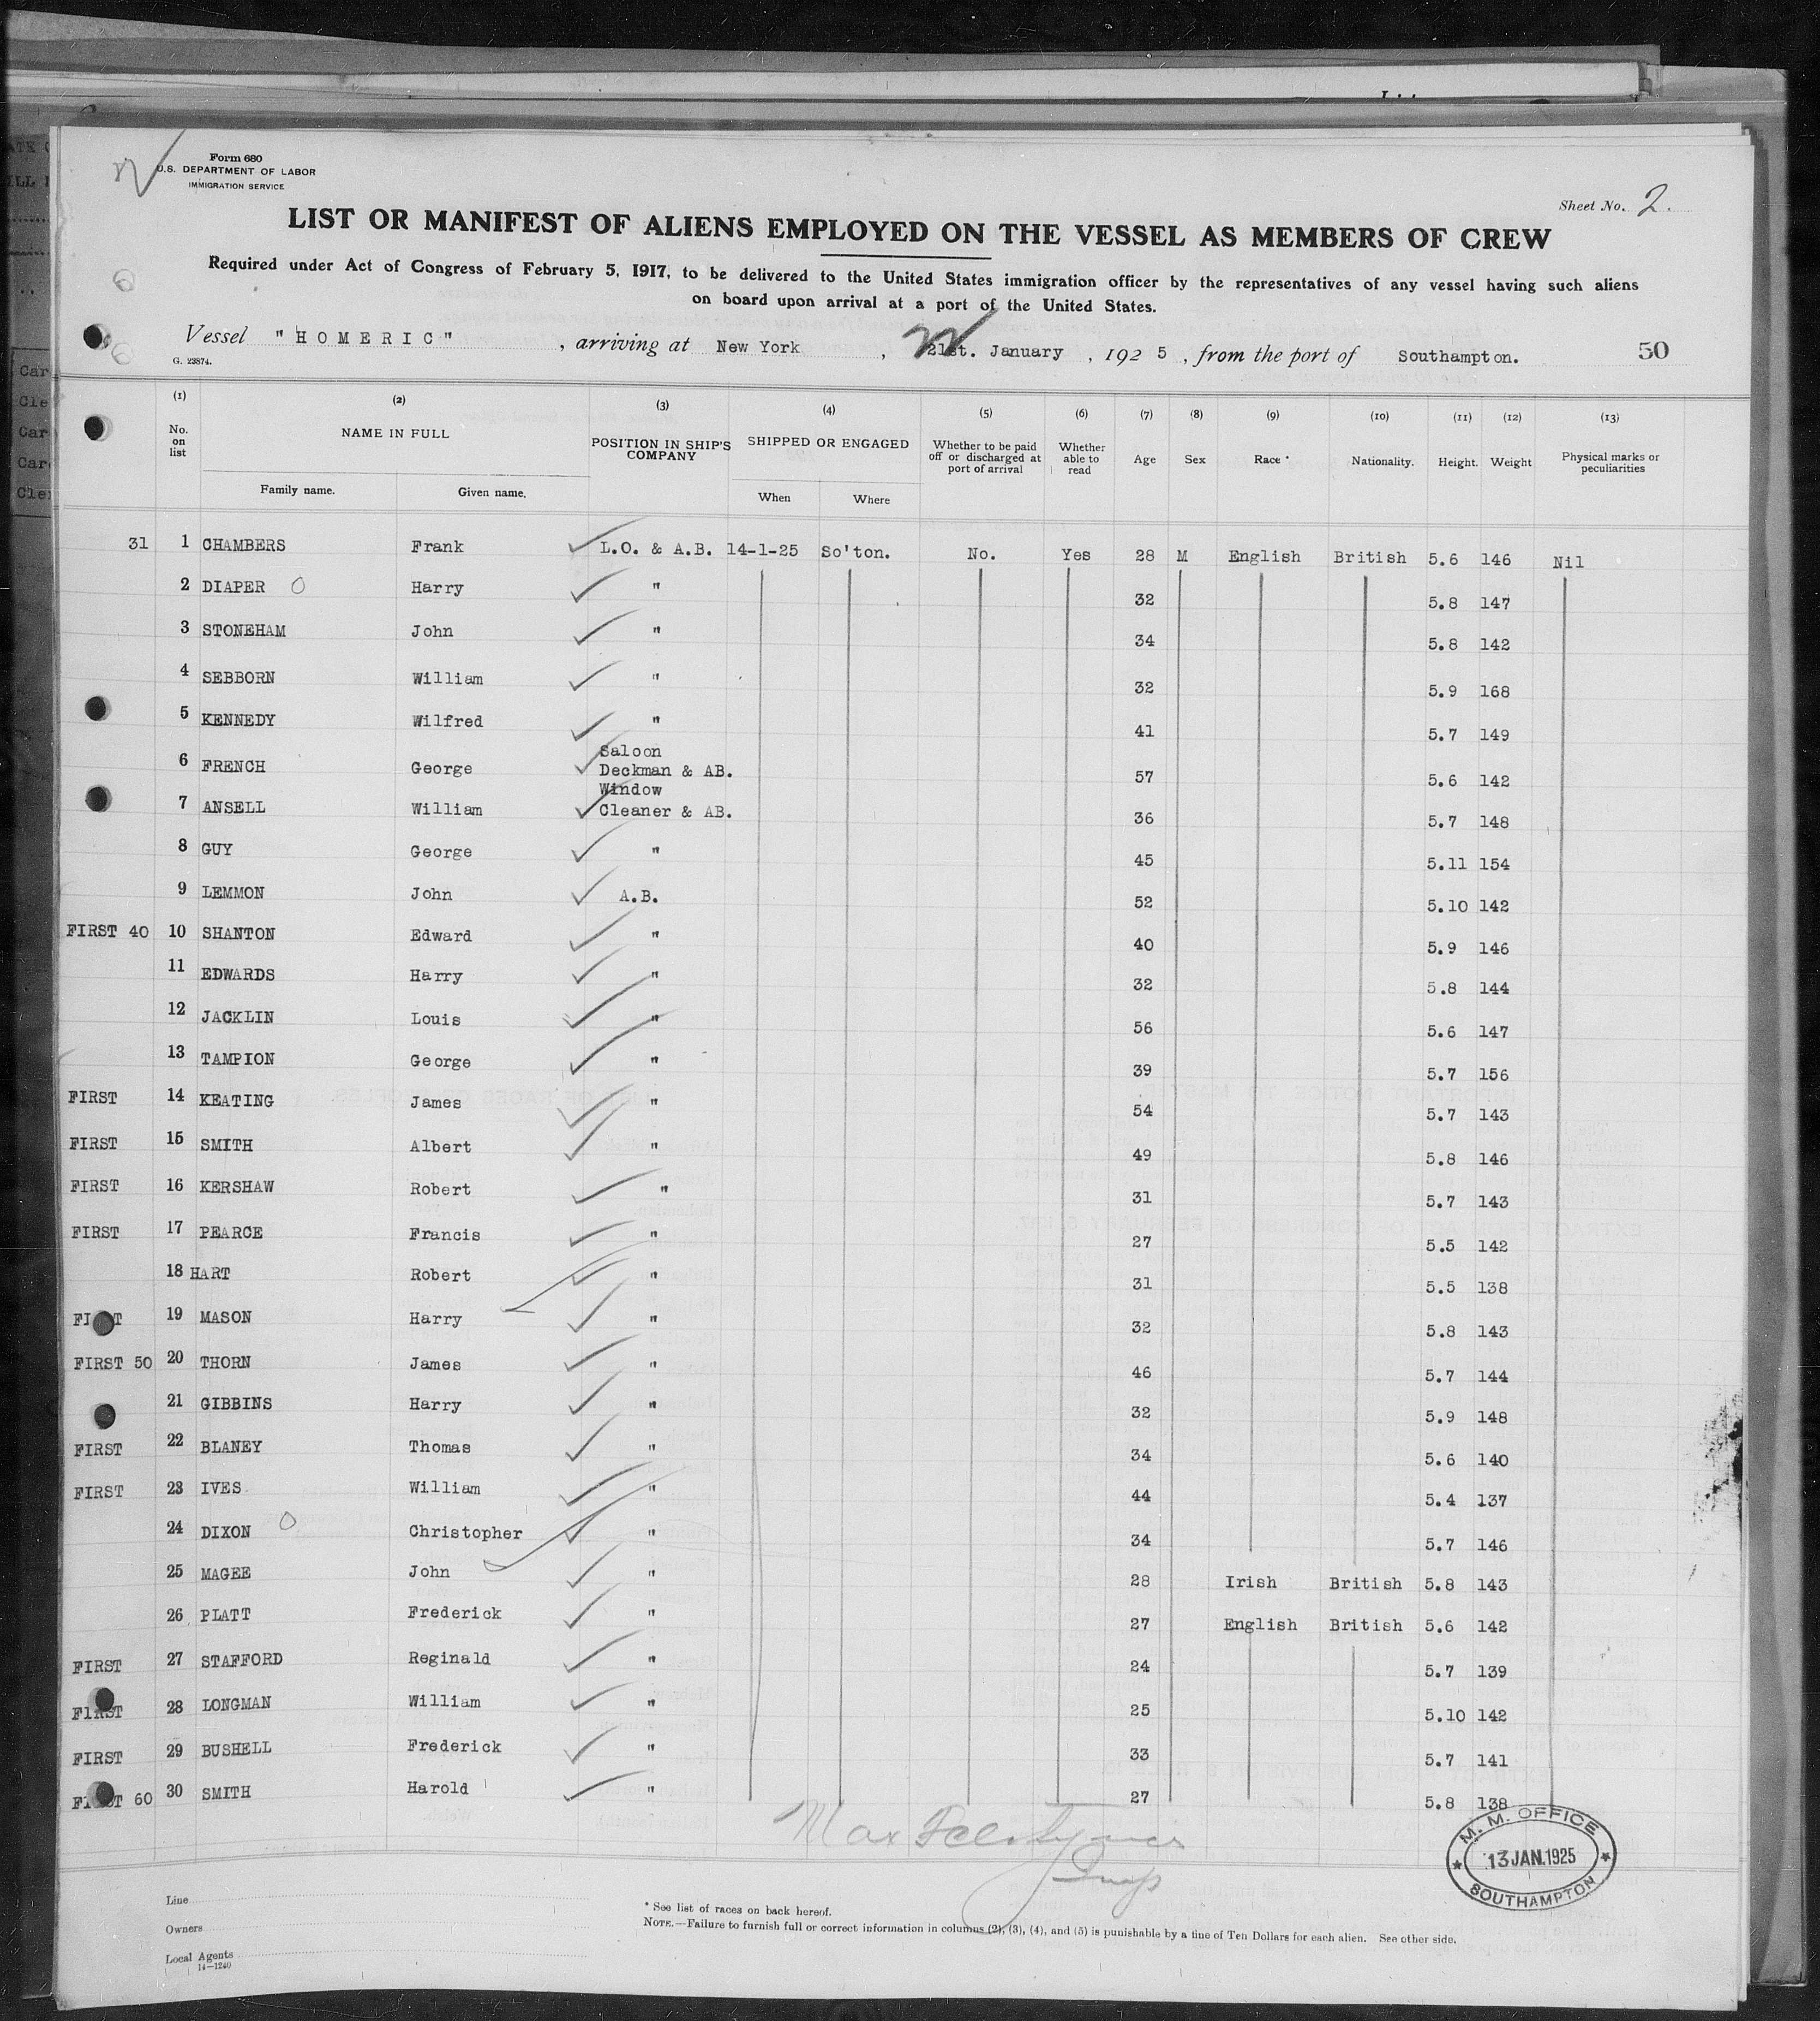 Form 680
U.S. DEPARTMENT OF LABOR
IMMIGRATION SERVICE
Sheet No. 2.
LIST OR MANIFEST OF ALIENS EMPLOYED ON THE VESSEL AS MEMBERS OF CREW
Required under Act of Congress of February 5, 1917, to be delivered to the United States immigration officer by the representatives of any vessel having such aliens
on board upon arrival at a port of the United States.
Vessel "HOMERIC", arriving at New York, 21st. January, 1925, from the port of Southampton. 50
G. 23874.
(1) (2) (3) (4) (5) (6) (7) (8) (9) (10) (11) (12) (13)
No. on list NAME IN FULL POSITION IN SHIP'S COMPANY SHIPPED OR ENGAGED Whether to be paid off or discharged at port of arrival Whether able to read Age Sex Race * Nationality. Height. Weight Physical marks or peculiarities
Family name. Given name. When Where
31 1 CHAMBERS Frank L.O. & A.B. 14-1-25 So'ton. No. Yes 28 M English British 5.6 146 Nil
2 DIAPER O Harry " 32 5.8 147
3 STONEHAM John " 34 5.8 142
4 SEBBORN William " 32 5.9 168
5 KENNEDY Wilfred " 41 5.7 149
6 FRENCH George Saloon Deckman & AB. 57 5.6 142
7 ANSELL William Window Cleaner & AB. 36 5.7 148
8 GUY George " 45 5.11 154
9 LEMMON John A.B. 52 5.10 142
FIRST 40 10 SHANTON Edward " 40 5.9 146
11 EDWARDS Harry " 32 5.8 144
12 JACKLIN Louis " 56 5.6 147
13 TAMPION George " 39 5.7 156
FIRST 14 KEATING James " 54 5.7 143
FIRST 15 SMITH Albert " 49 5.8 146
FIRST 16 KERSHAW Robert " 31 5.7 143
FIRST 17 PEARCE Francis " 27 5.5 142
18 HART Robert " 31 5.5 138
FIRST 19 MASON Harry " 32 5.8 143
FIRST 50 20 THORN James " 46 5.7 144
21 GIBBINS Harry " 32 5.9 148
FIRST 22 BLANEY Thomas " 34 5.6 140
FIRST 23 IVES William " 44 5.4 137
24 DIXON O Christopher " 34 5.7 146
25 MAGEE John " 28 Irish British 5.8 143
26 PLATT Frederick " 27 English British 5.6 142
FIRST 27 STAFFORD Reginald " 24 5.7 139
FIRST 28 LONGMAN William " 25 5.10 142
FIRST 29 BUSHELL Frederick " 33 5.7 141
FIRST 60 30 SMITH Harold " 27 5.8 138
Max
Insp
M. M. OFFICE
13 JAN. 1925
SOUTHAMPTON
Line
Owners
Local Agents
14—1240
* See list of races on back hereof.
NOTE.—Failure to furnish full or correct information in columns (2), (3), (4), and (5) is punishable by a fine of Ten Dollars for each alien. See other side.